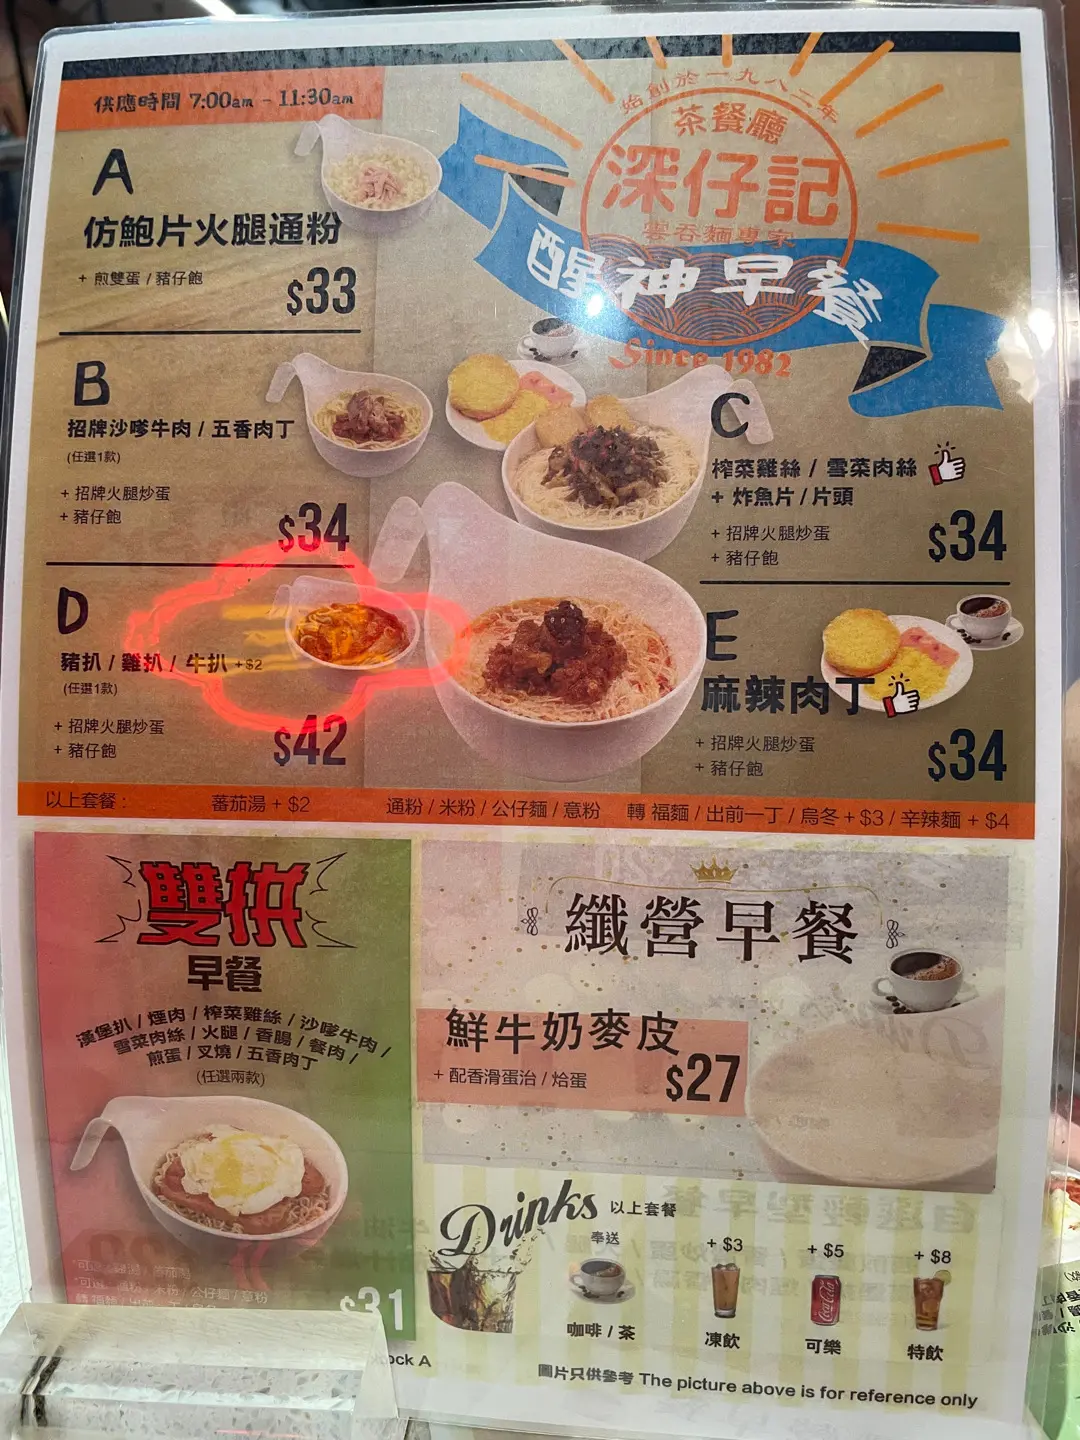 供應時間 7:00am - 11:30am
始創於一九八二年
茶餐廳
深仔記
雲吞麵專家
醒神早餐
Since 1982
A
仿鮑片火腿通粉
+ 煎雙蛋 / 豬仔飽
$33
B
招牌沙嗲牛肉 / 五香肉丁
(任選1款)
+ 招牌火腿炒蛋
+ 豬仔飽
$34
C
榨菜雞絲 / 雪菜肉絲
+ 炸魚片 / 片頭
+ 招牌火腿炒蛋
+ 豬仔飽
$34
D
豬扒 / 雞扒 / 牛扒 +$2
(任選1款)
+ 招牌火腿炒蛋
+ 豬仔飽
$42
E
麻辣肉丁
+ 招牌火腿炒蛋
+ 豬仔飽
$34
以上套餐 : 蕃茄湯 + $2 通粉 / 米粉 / 公仔麵 / 意粉 轉 福麵 / 出前一丁 / 烏冬 + $3 / 辛辣麵 + $4
雙拼
早餐
漢堡扒 / 煙肉 / 榨菜雞絲 / 沙嗲牛肉 /
雪菜肉絲 / 火腿 / 香腸 / 餐肉 /
煎蛋 / 叉燒 / 五香肉丁
(任選兩款)
$31
纖營早餐
鮮牛奶麥皮
+ 配香滑蛋治 / 烚蛋
$27
Drinks 以上套餐
奉送
咖啡 / 茶
+ $3
凍飲
+ $5
Coca-Cola
可樂
+ $8
特飲
ock A
圖片只供參考 The picture above is for reference only